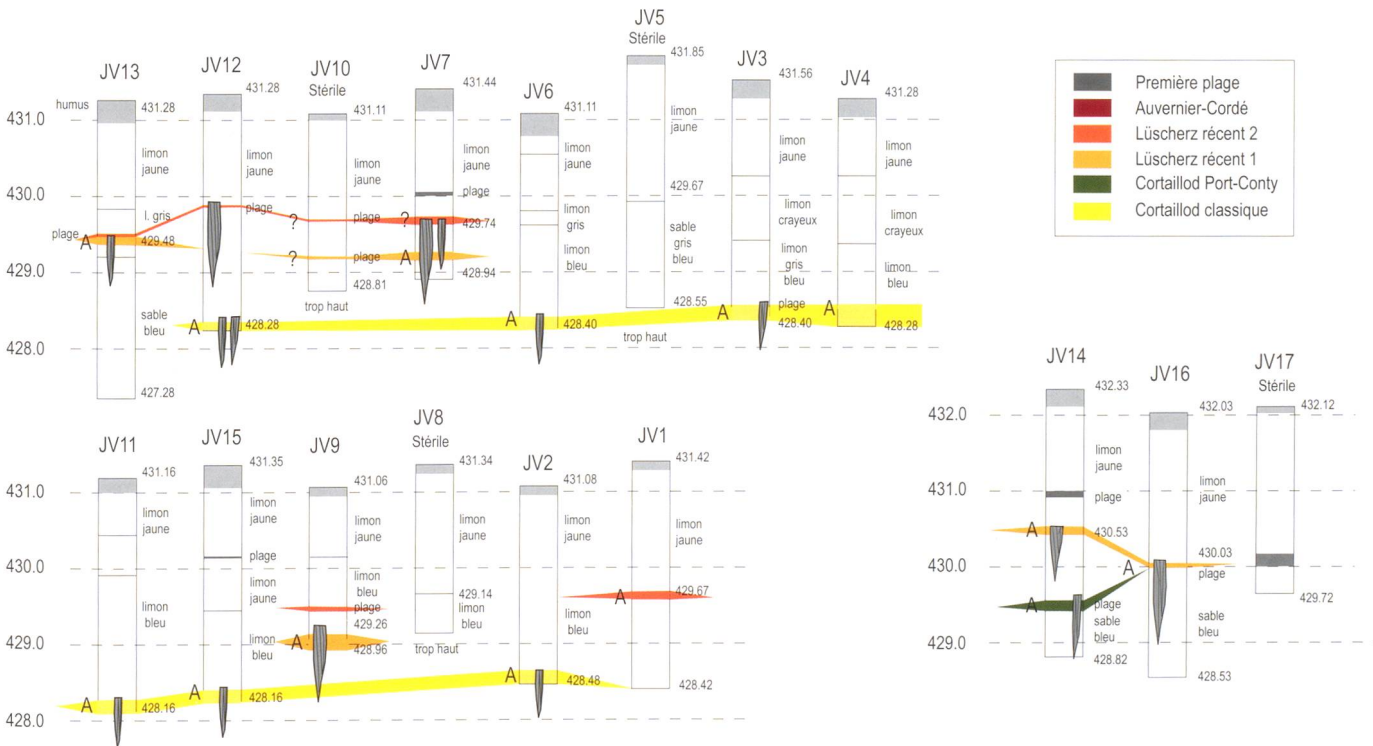 JV13
humus
431.28
431.0
limon
jaune
430.0
l. gris
plage
A
429.48
429.0
sable
bleu
428.0
427.28
JV12
431.28
limon
jaune
plage
A
428.28
JV10
Stérile
431.11
limon
jaune
?
plage
?
plage
428.81
trop haut
JV7
431.44
limon
jaune
plage
?
429.74
A
428.94
JV6
431.11
limon
jaune
limon
gris
limon
bleu
A
428.40
JV5
Stérile
431.85
limon
jaune
429.67
sable
gris
bleu
428.55
trop haut
JV3
431.56
limon
jaune
limon
crayeux
limon
gris
bleu
plage
A
428.40
JV4
431.28
limon
jaune
limon
crayeux
limon
bleu
A
428.28
Première plage
Auvernier-Cordé
Lüscherz récent 2
Lüscherz récent 1
Cortaillod Port-Conty
Cortaillod classique
JV11
431.16
431.0
limon
jaune
430.0
limon
bleu
429.0
A
428.16
428.0
JV15
431.35
limon
jaune
plage
limon
jaune
limon
bleu
A
428.16
JV9
431.06
limon
jaune
limon
bleu
plage
429.26
A
428.96
JV8
Stérile
431.34
limon
jaune
429.14
limon
bleu
trop haut
JV2
431.08
limon
jaune
limon
bleu
A
428.48
JV1
431.42
limon
jaune
A
429.67
428.42
JV14
432.33
432.0
limon
jaune
431.0
plage
A
430.53
430.0
A
plage
sable
bleu
429.0
428.82
JV16
432.03
limon
jaune
430.03
A
plage
sable
bleu
428.53
JV17
Stérile
432.12
429.72